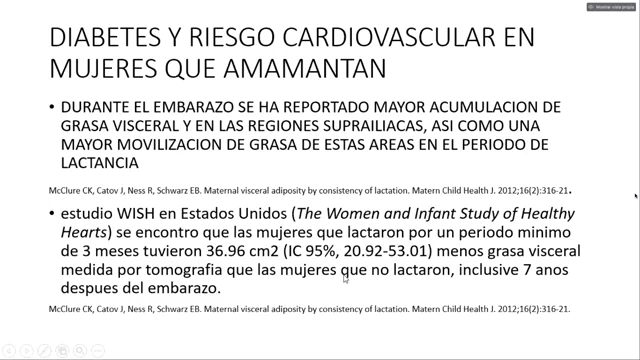 Mostrar vista propia
DIABETES Y RIESGO CARDIOVASCULAR EN
MUJERES QUE AMAMANTAN
• DURANTE EL EMBARAZO SE HA REPORTADO MAYOR ACUMULACION DE
GRASA VISCERAL Y EN LAS REGIONES SUPRAILIACAS, ASI COMO UNA
MAYOR MOVILIZACION DE GRASA DE ESTAS AREAS EN EL PERIODO DE
LACTANCIA
McClure CK, Catov J, Ness R, Schwarz EB. Maternal visceral adiposity by consistency of lactation. Matern Child Health J. 2012;16(2):316-21.
• estudio WISH en Estados Unidos (The Women and Infant Study of Healthy
Hearts) se encontro que las mujeres que lactaron por un periodo minimo
de 3 meses tuvieron 36.96 cm2 (IC 95%, 20.92-53.01) menos grasa visceral
medida por tomografia que las mujeres que no lactaron, inclusive 7 anos
despues del embarazo.
McClure CK, Catov J, Ness R, Schwarz EB. Maternal visceral adiposity by consistency of lactation. Matern Child Health J. 2012;16(2):316-21.